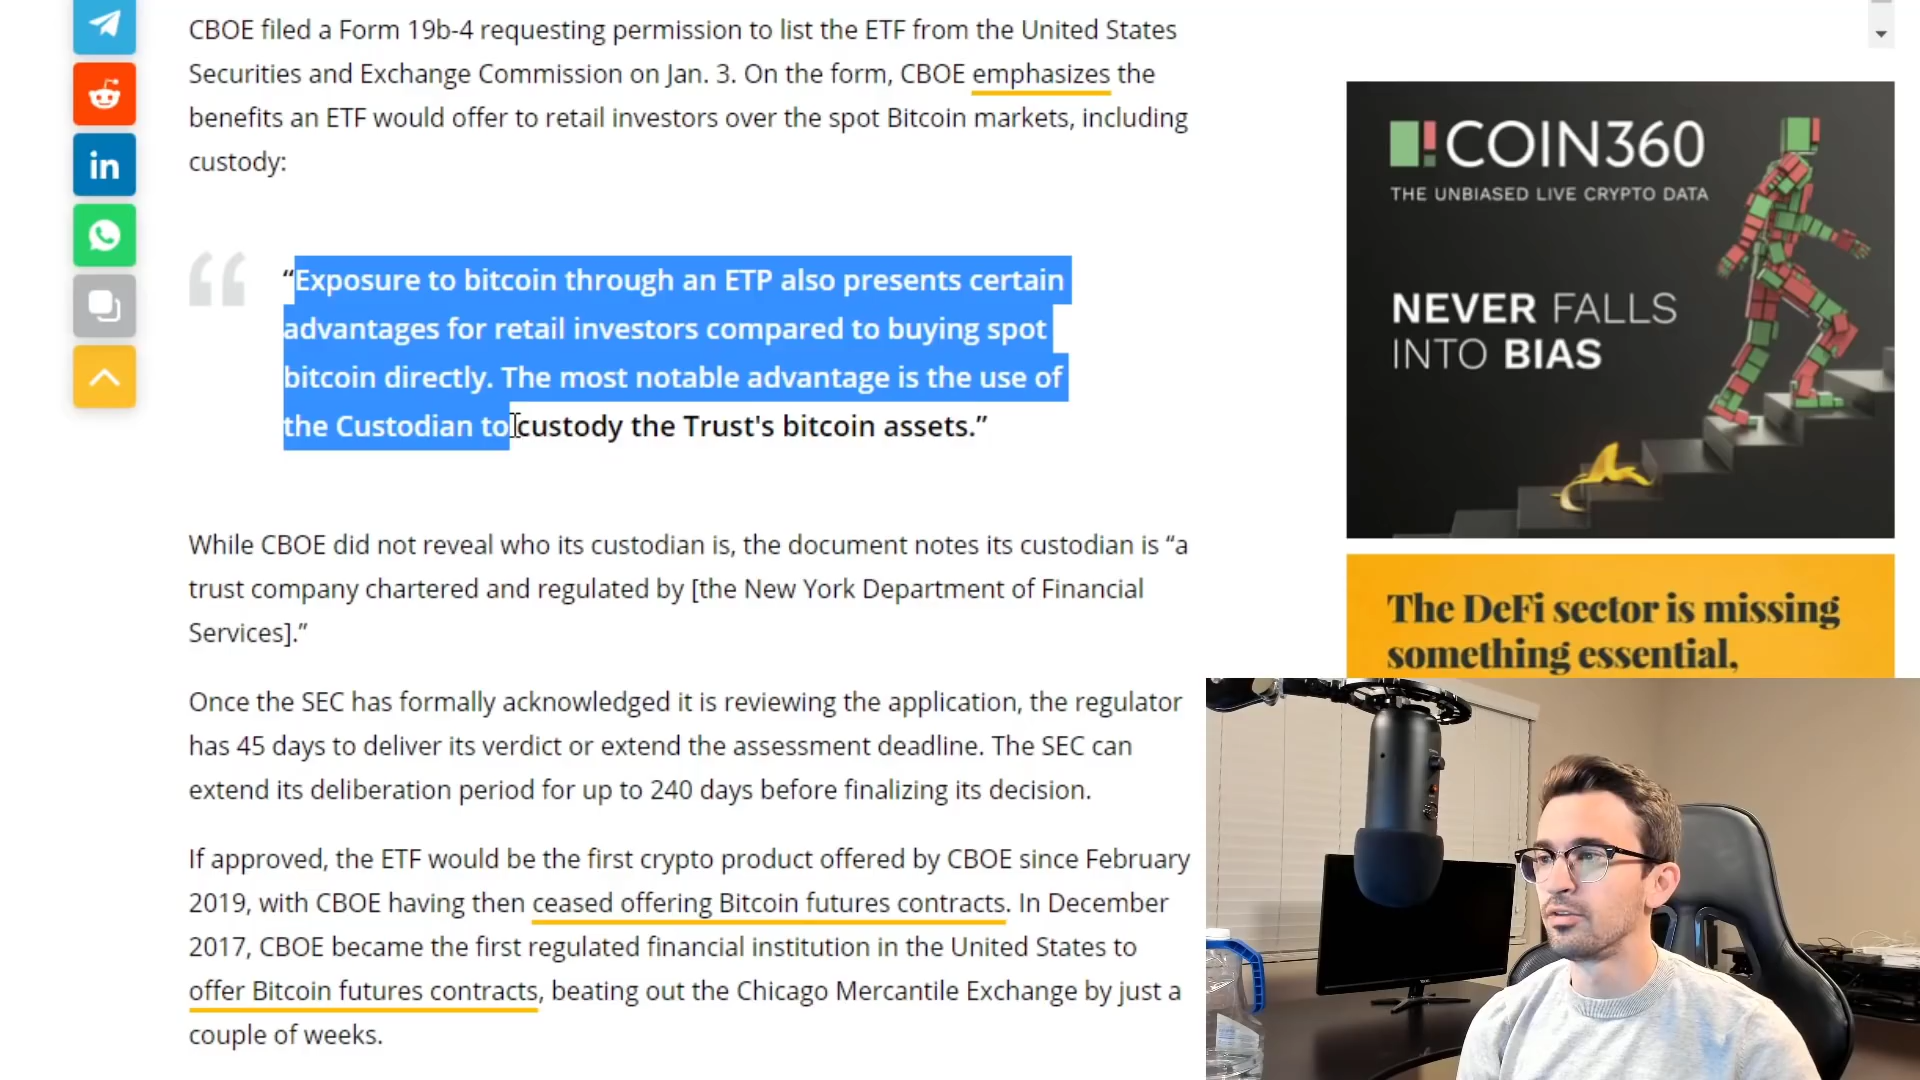 CBOE filed a Form 19b-4 requesting permission to list the ETF from the United States
Securities and Exchange Commission on Jan. 3. On the form, CBOE emphasizes the
benefits an ETF would offer to retail investors over the spot Bitcoin markets, including
custody:
“Exposure to bitcoin through an ETP also presents certain
advantages for retail investors compared to buying spot
bitcoin directly. The most notable advantage is the use of
the Custodian to custody the Trust's bitcoin assets.”
While CBOE did not reveal who its custodian is, the document notes its custodian is “a
trust company chartered and regulated by [the New York Department of Financial
Services].”
Once the SEC has formally acknowledged it is reviewing the application, the regulator
has 45 days to deliver its verdict or extend the assessment deadline. The SEC can
extend its deliberation period for up to 240 days before finalizing its decision.
If approved, the ETF would be the first crypto product offered by CBOE since February
2019, with CBOE having then ceased offering Bitcoin futures contracts. In December
2017, CBOE became the first regulated financial institution in the United States to
offer Bitcoin futures contracts, beating out the Chicago Mercantile Exchange by just a
couple of weeks.
in
COIN360
THE UNBIASED LIVE CRYPTO DATA
NEVER FALLS
INTO BIAS
The DeFi sector is missing
something essential,